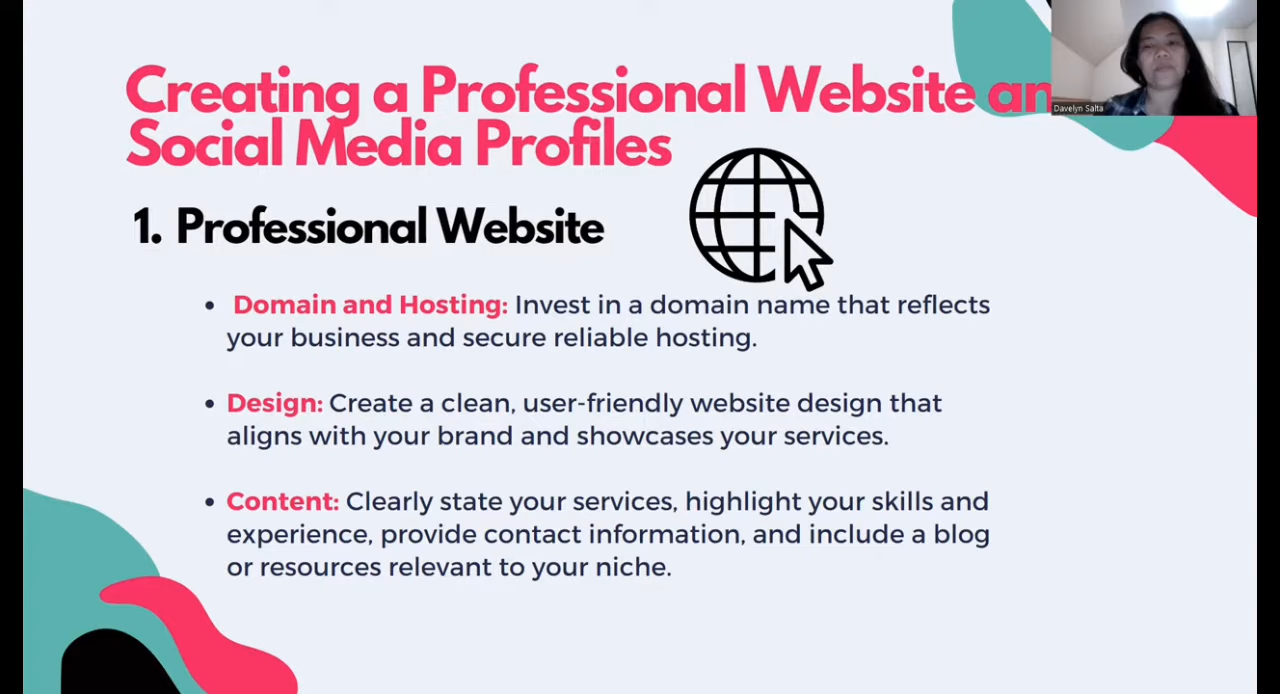 Creating a Professional Website an
Social Media Profiles
1. Professional Website
• Domain and Hosting: Invest in a domain name that reflects
your business and secure reliable hosting.
• Design: Create a clean, user-friendly website design that
aligns with your brand and showcases your services.
• Content: Clearly state your services, highlight your skills and
experience, provide contact information, and include a blog
or resources relevant to your niche.
Davelyn Salta